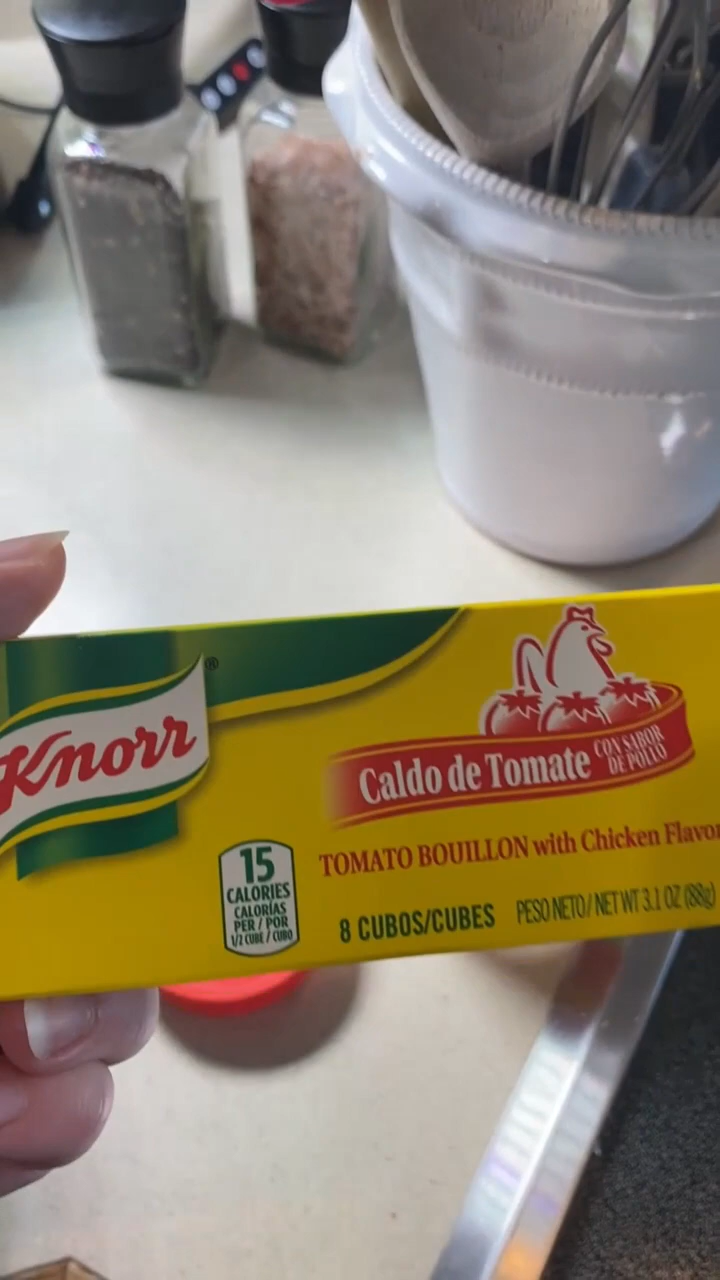 Knorr®
Caldo de Tomate
CON SABOR
DE POLLO
TOMATO BOUILLON with Chicken Flavor
15
CALORIES
CALORÍAS
PER / POR
1/2 CUBE / CUBO
8 CUBOS/CUBES
PESO NETO/NET WT 3.1 OZ (88g)